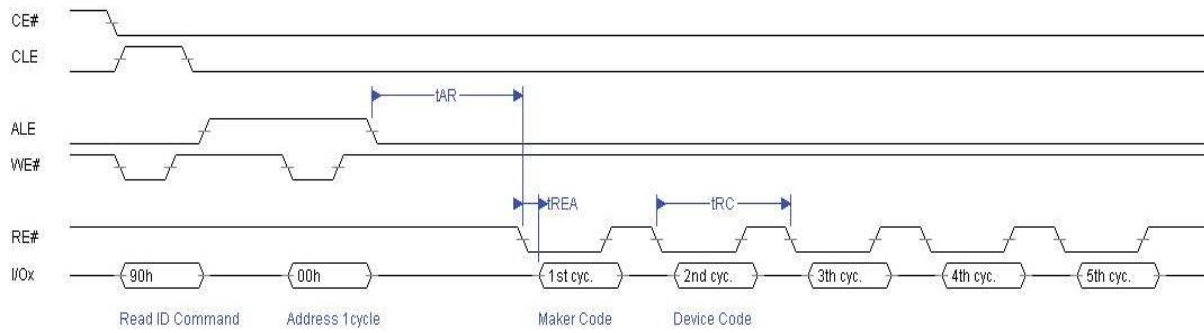 CE#
CLE
tAR
ALE
WE#
tREA
tRC
RE#
I/Ox
90h
00h
1st cyc.
2nd cyc.
3th cyc.
4th cyc.
5th cyc.
Read ID Command
Address 1cycle
Maker Code
Device Code